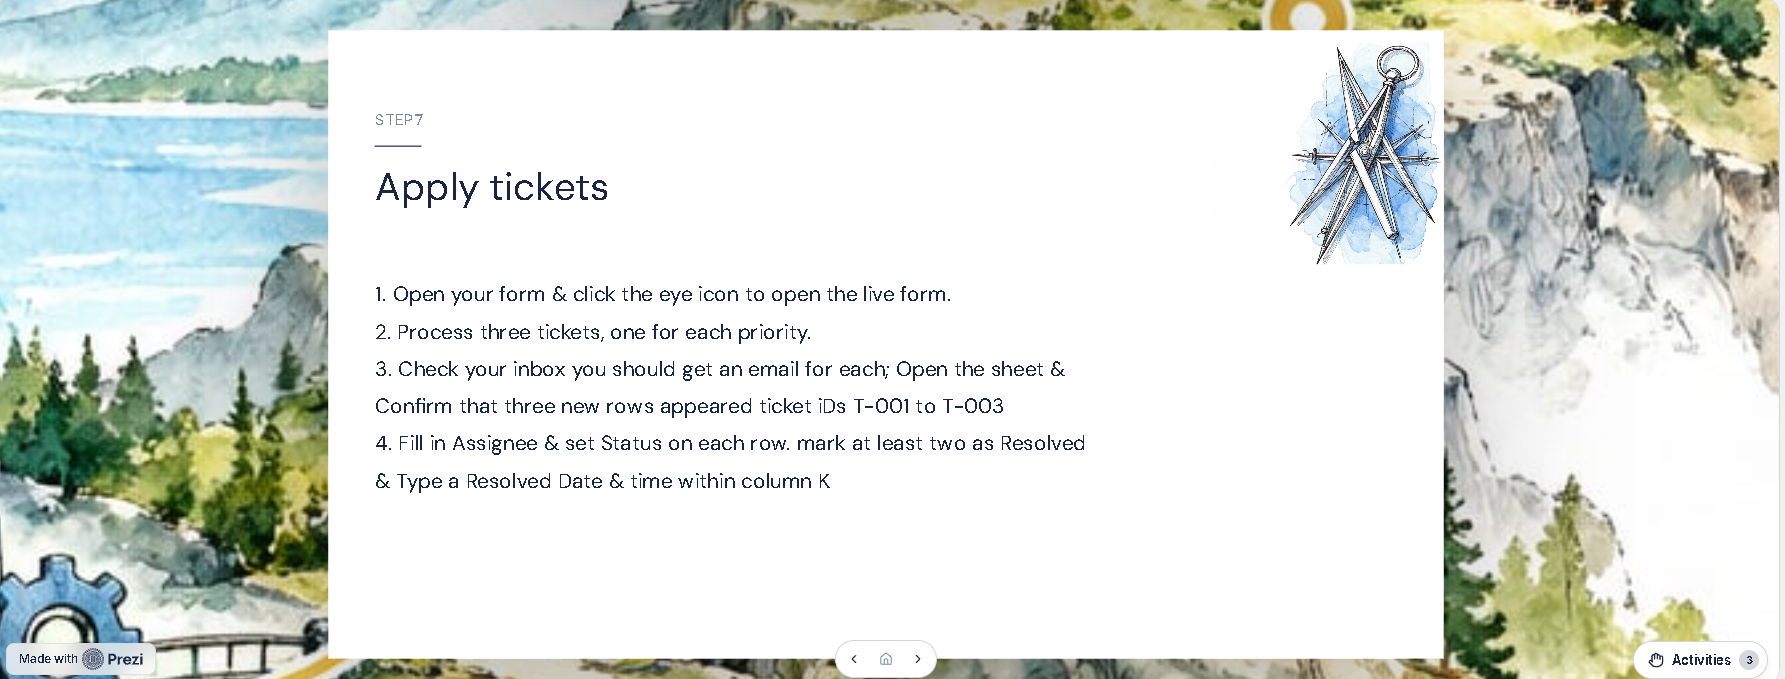 STEP7
Apply tickets
1. Open your form & click the eye icon to open the live form.
2. Process three tickets, one for each priority.
3. Check your inbox you should get an email for each; Open the sheet &
Confirm that three new rows appeared ticket iDs T-001 to T-003
4. Fill in Assignee & set Status on each row. mark at least two as Resolved
& Type a Resolved Date & time within column K
Made with Prezi
Activities 3